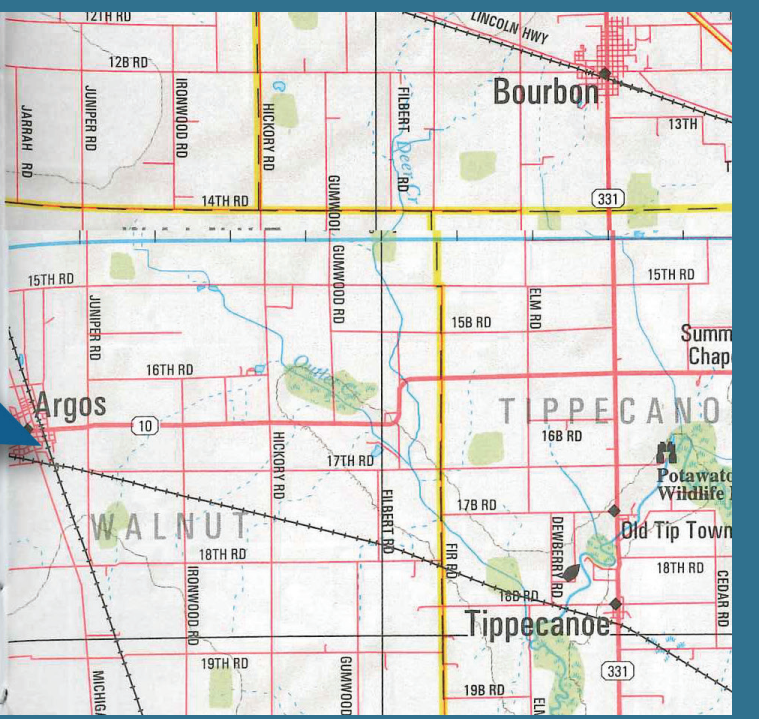 12TH RD
LINCOLN HWY
12B RD
Bourbon
JARRAH RD
JUNIPER RD
IRONWOOD RD
HICKORY RD
FILBERT RD
13TH
Deer Cr
14TH RD
GUMWOO
331
15TH RD
GUMWOOD RD
15TH RD
JUNIPER RD
ELM RD
15B RD
Summ
Chap
16TH RD
Outlet
Argos
10
TIPPECANO
16B RD
HICKORY RD
17TH RD
Potawato
Wildlife
FILBERT RD
17B RD
WALNUT
DEWBERRY RD
Old Tip Town
18TH RD
FIR RD
18TH RD
IRONWOOD RD
18B RD
CEDAR RD
Tippecanoe
19TH RD
GUMWOOD
331
MICHIGA
19B RD
ELM